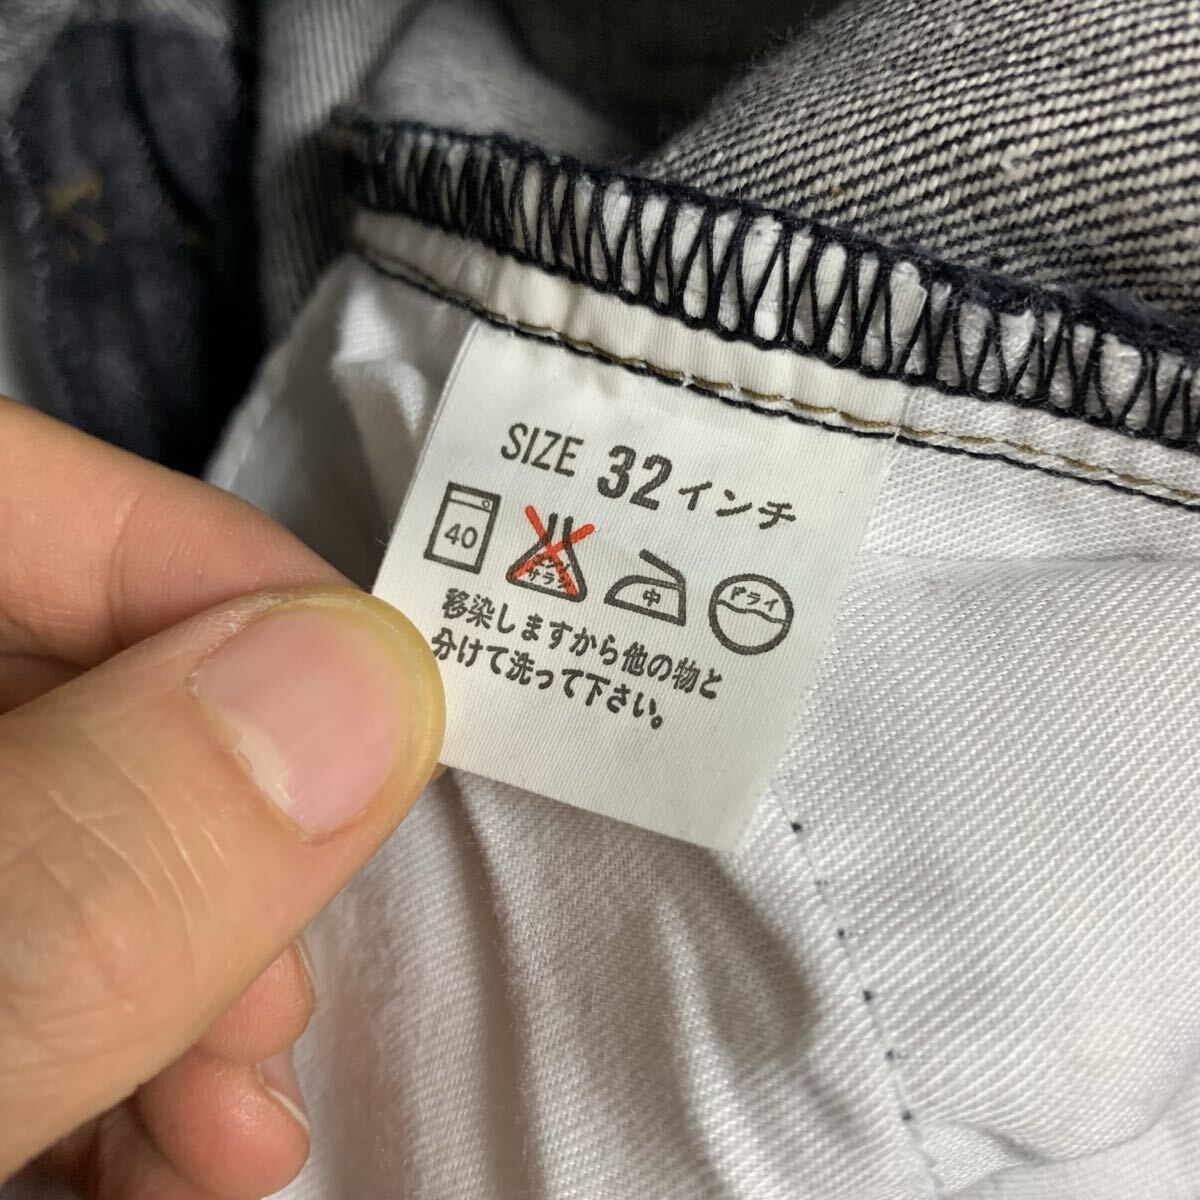 SIZE 32インチ
40 エンソ サラシ 中 ドライ
移染しますから他の物と
分けて洗って下さい。